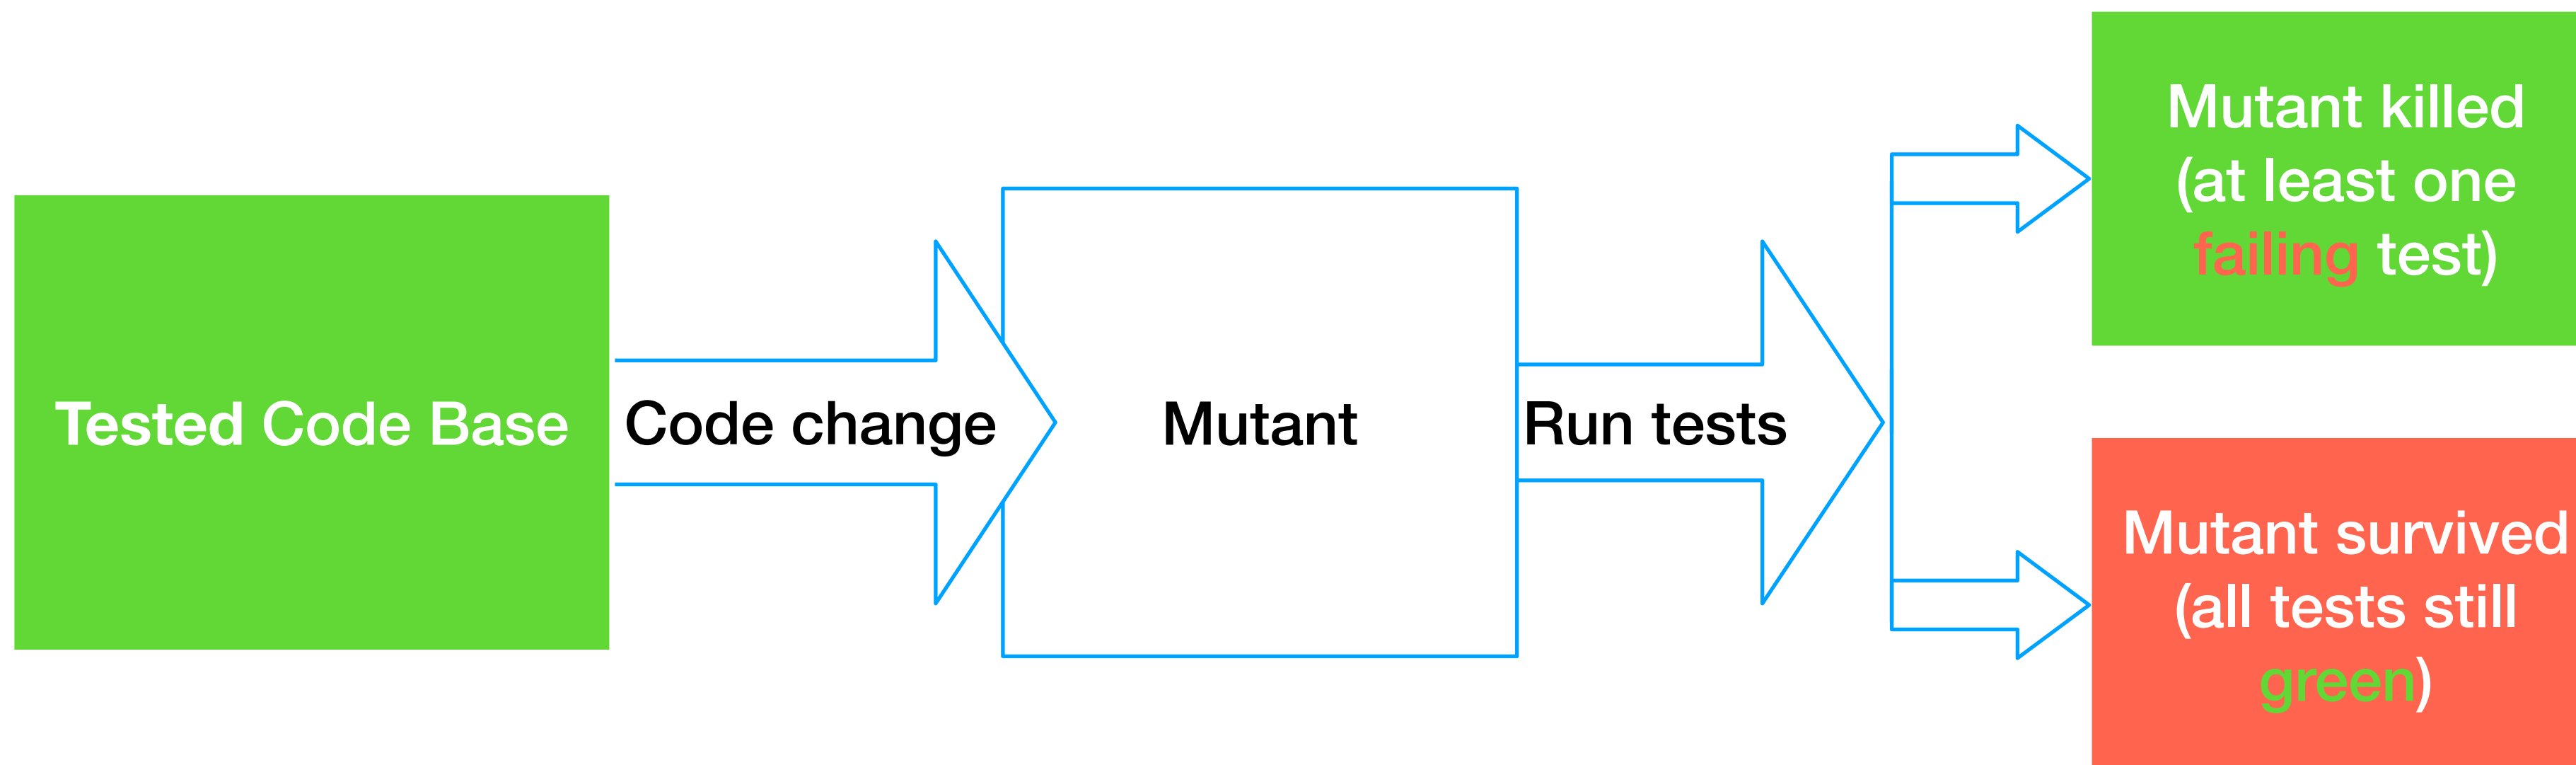 Tested Code Base
Code change
Mutant
Run tests
Mutant killed
(at least one
failing test)
Mutant survived
(all tests still
green)